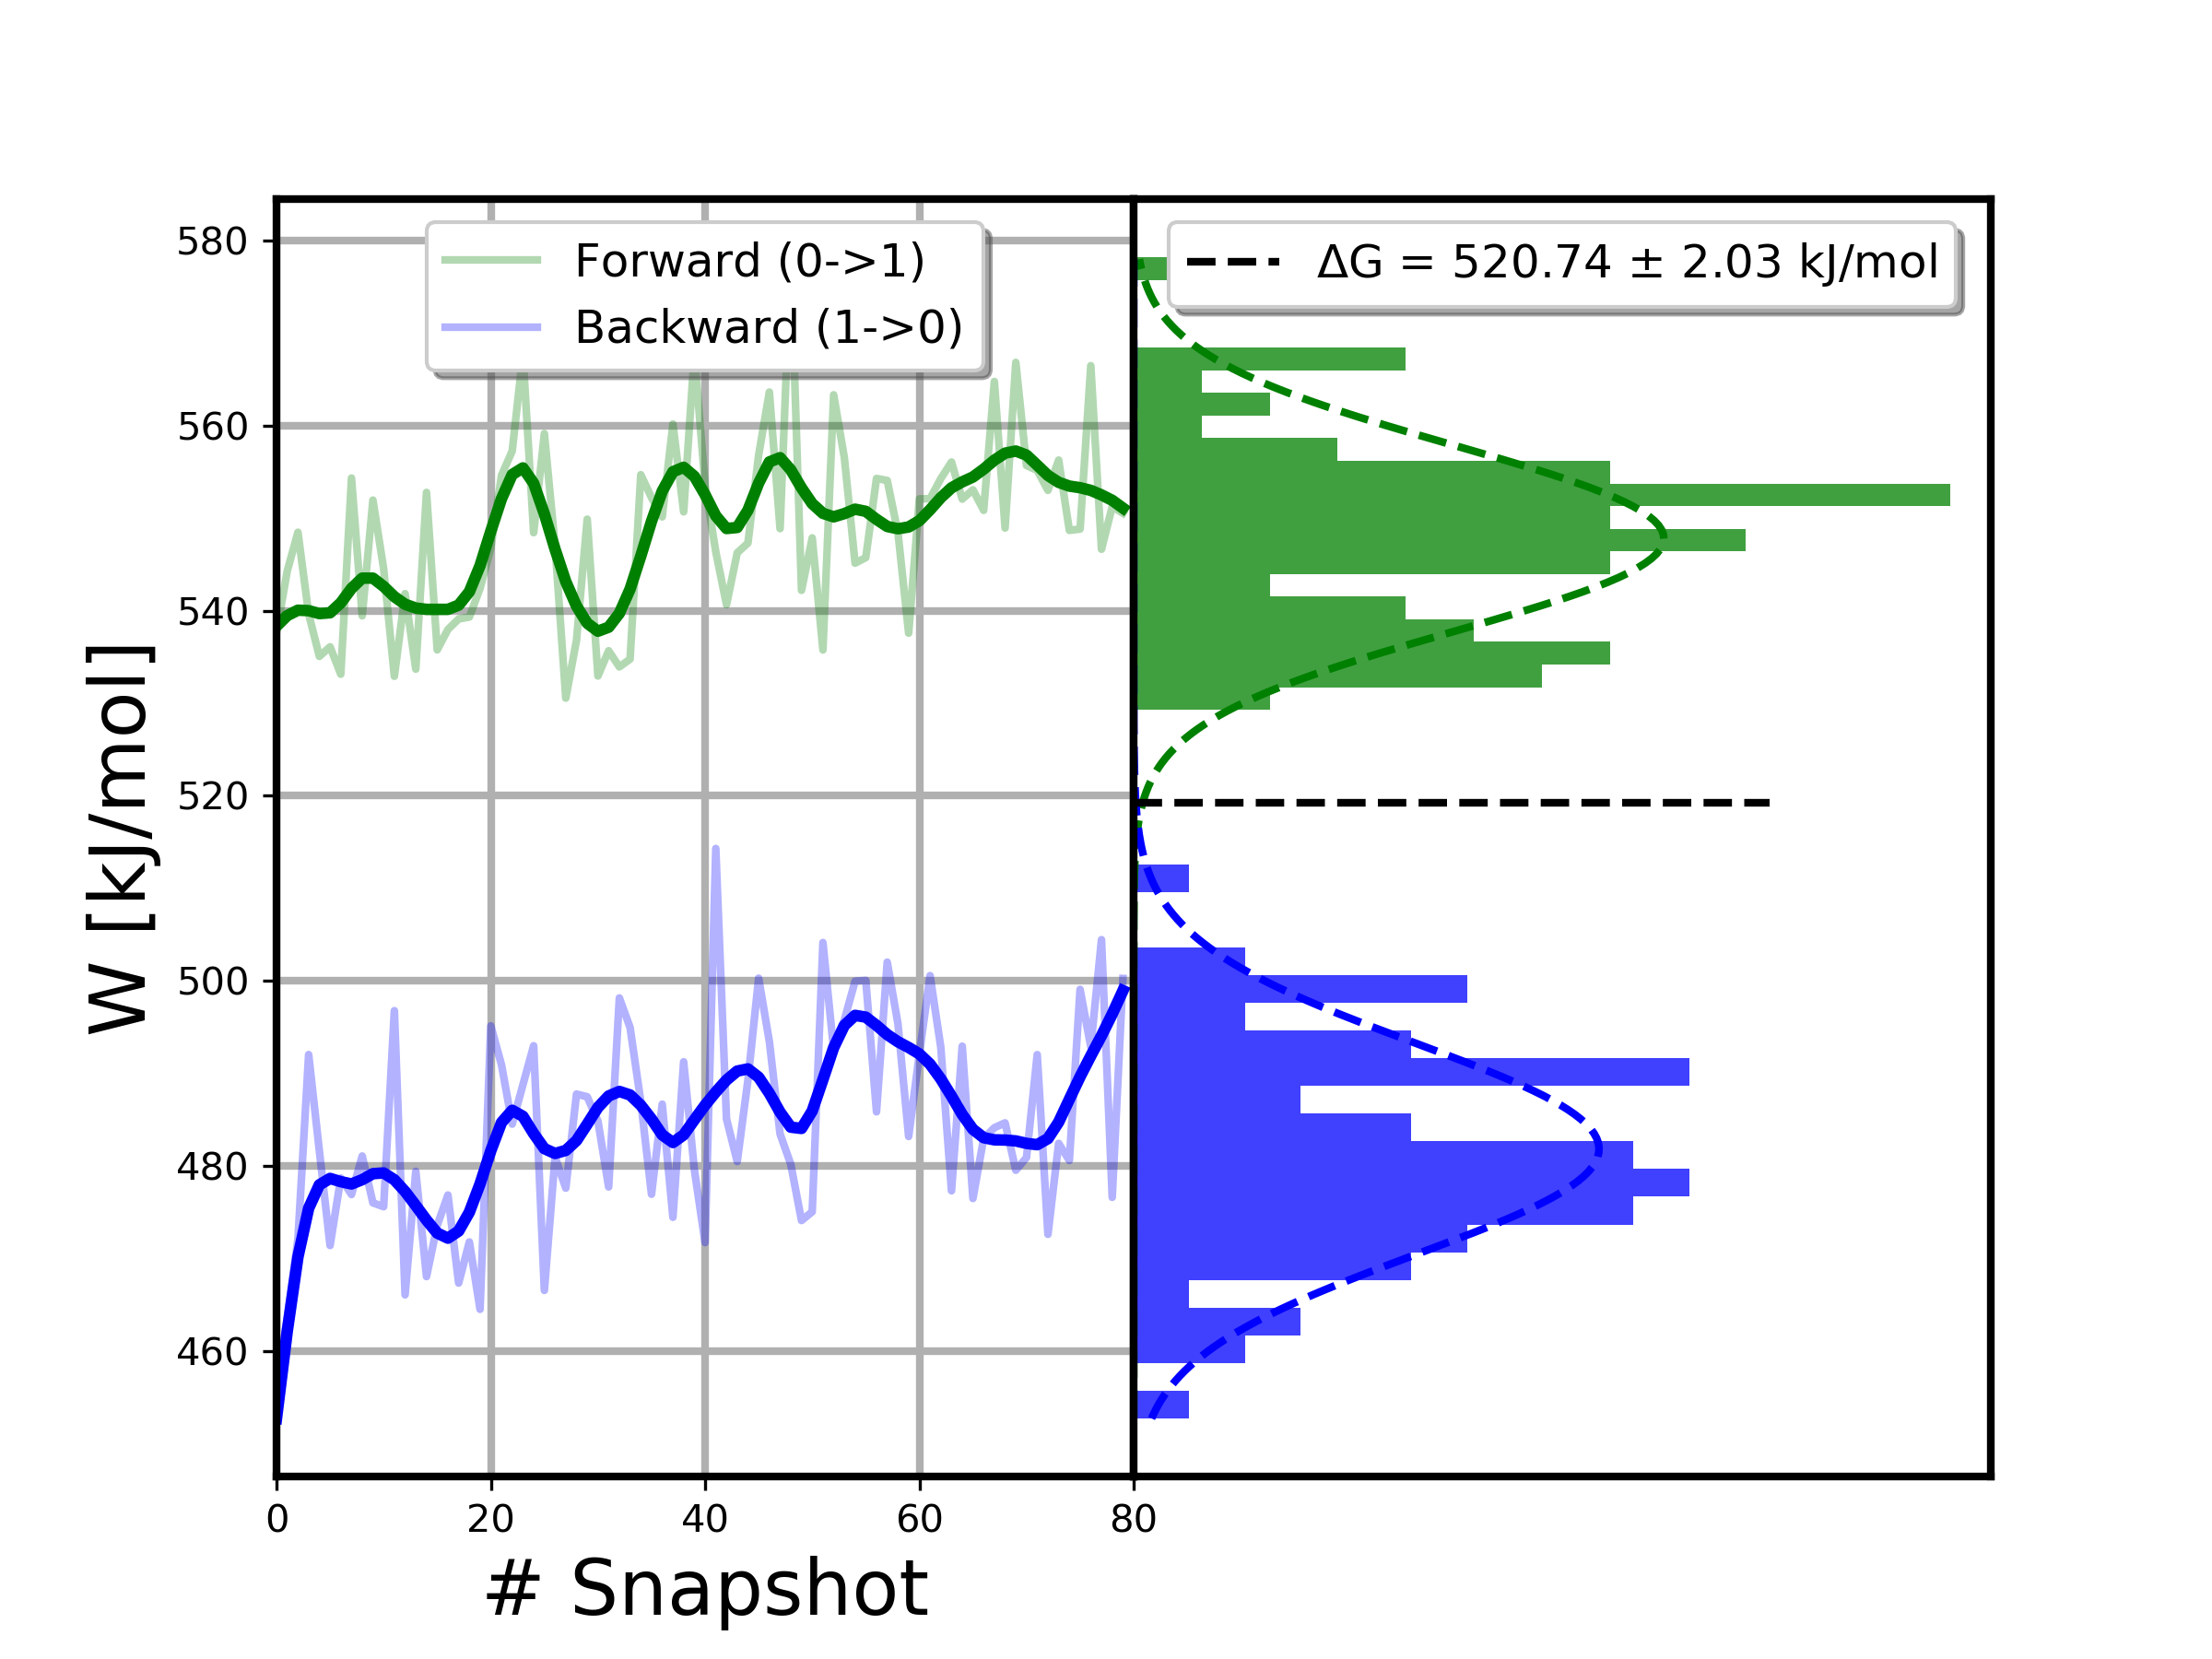 Forward (0->1)
Backward (1->0)
ΔG = 520.74 ± 2.03 kJ/mol
W [kJ/mol]
580
560
540
520
500
480
460
0 20 40 60 80
# Snapshot